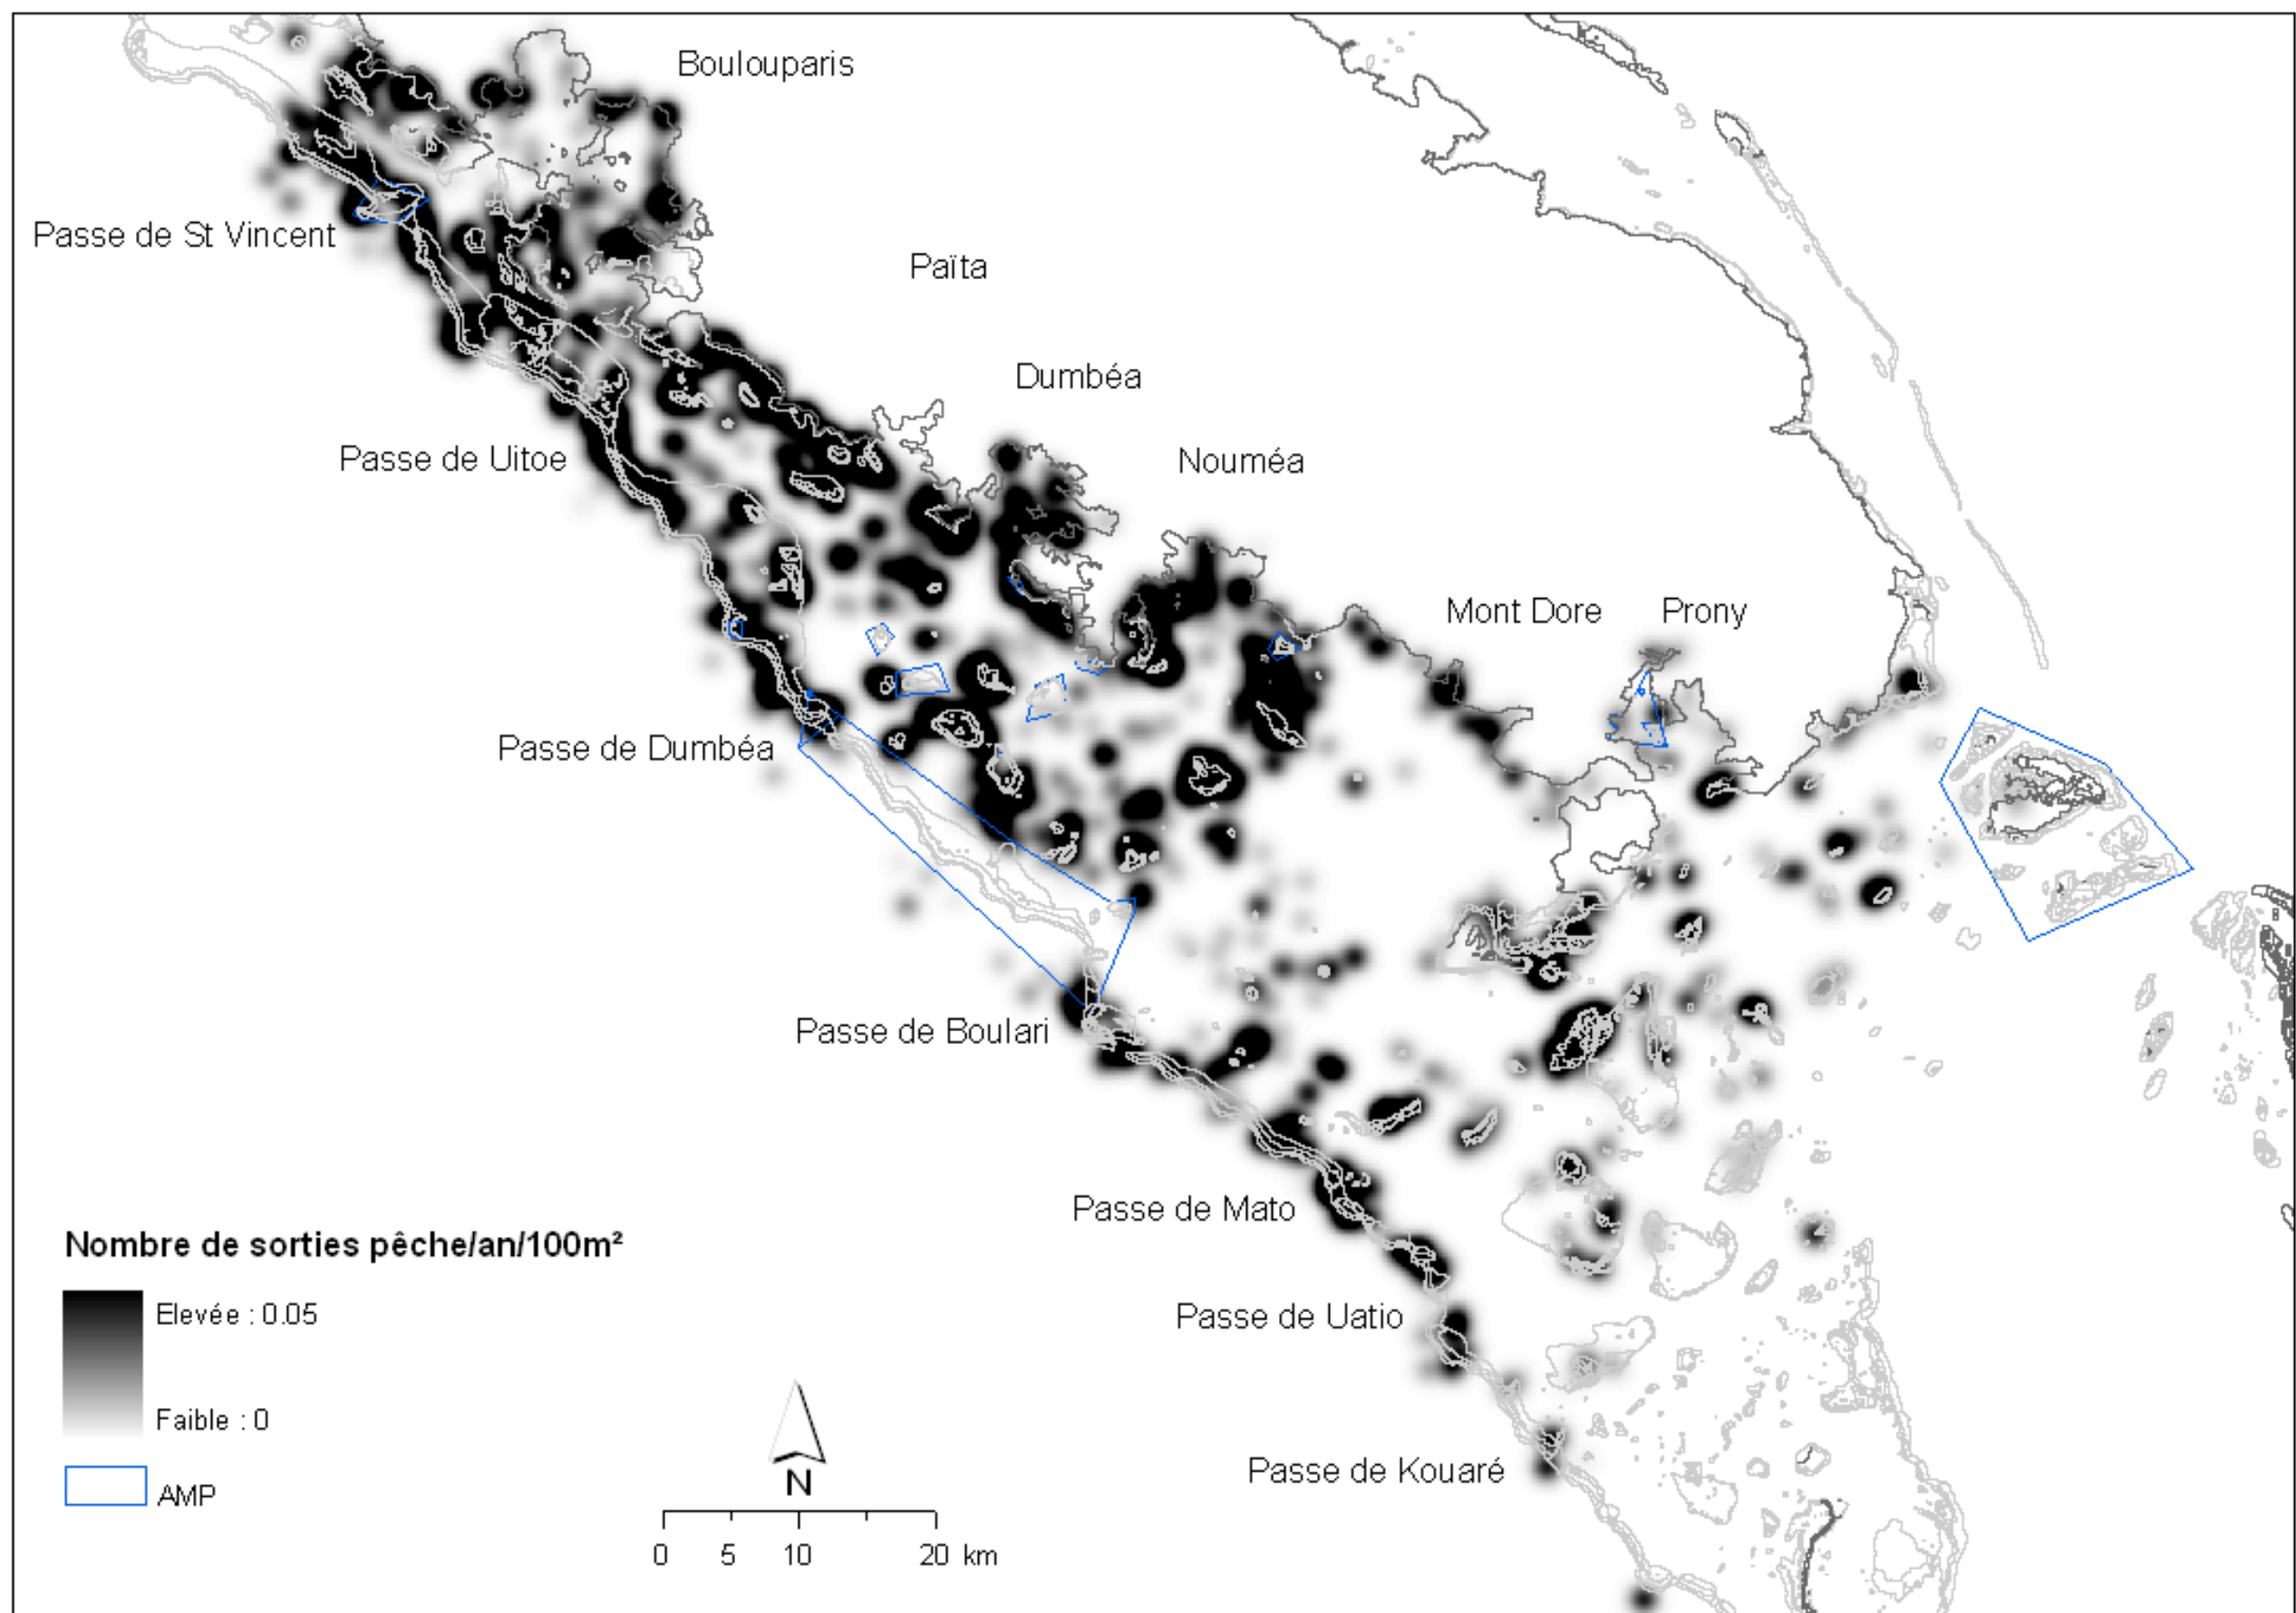 Boulouparis
Passe de St Vincent
Païta
Dumbéa
Passe de Uitoe
Nouméa
Mont Dore
Prony
Passe de Dumbéa
Passe de Boulari
Passe de Mato
Passe de Uatio
Passe de Kouaré
Nombre de sorties pêche/an/100m²
Elevée : 0.05
Faible : 0
AMP
N
0 5 10 20 km